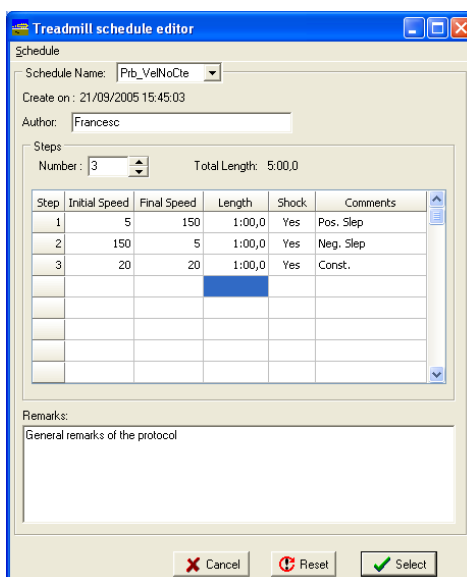 Treadmill schedule editor
Schedule
Schedule Name: Prb_VelNoCte
Create on : 21/09/2005 15:45:03
Author: Francesc
Steps
Number : 3 Total Length: 5:00,0
Step Initial Speed Final Speed Length Shock Comments
1 5 150 1:00,0 Yes Pos. Slep
2 150 5 1:00,0 Yes Neg. Slep
3 20 20 1:00,0 Yes Const.
Remarks:
General remarks of the protocol
Cancel Reset Select